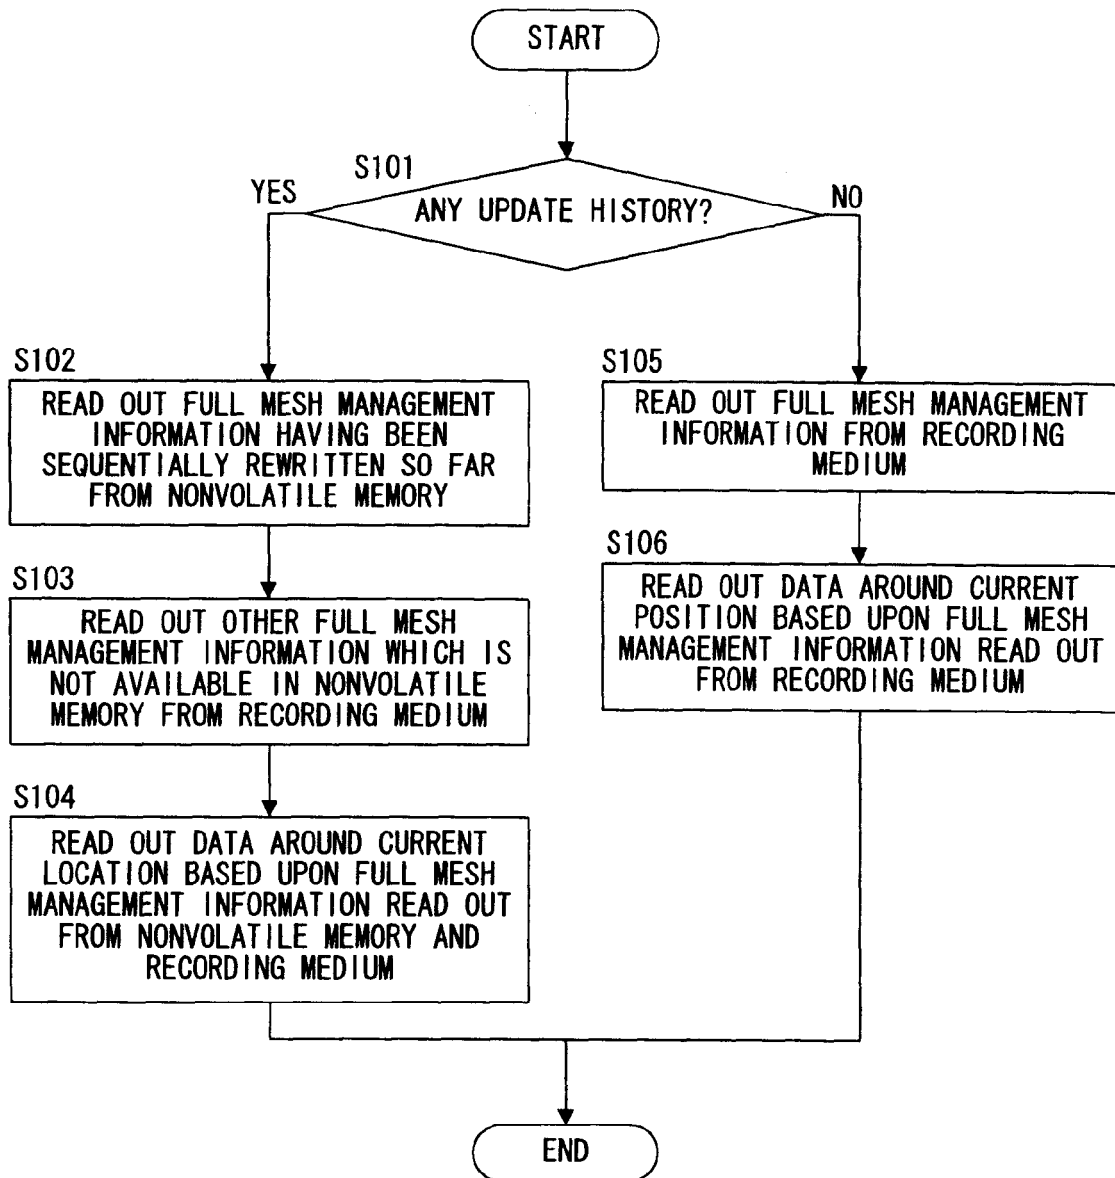 START
S101
YES
ANY UPDATE HISTORY?
NO
S102
READ OUT FULL MESH MANAGEMENT
INFORMATION HAVING BEEN
SEQUENTIALLY REWRITTEN SO FAR
FROM NONVOLATILE MEMORY
S103
READ OUT OTHER FULL MESH
MANAGEMENT INFORMATION WHICH IS
NOT AVAILABLE IN NONVOLATILE
MEMORY FROM RECORDING MEDIUM
S104
READ OUT DATA AROUND CURRENT
LOCATION BASED UPON FULL MESH
MANAGEMENT INFORMATION READ OUT
FROM NONVOLATILE MEMORY AND
RECORDING MEDIUM
S105
READ OUT FULL MESH MANAGEMENT
INFORMATION FROM RECORDING
MEDIUM
S106
READ OUT DATA AROUND CURRENT
POSITION BASED UPON FULL MESH
MANAGEMENT INFORMATION READ OUT
FROM RECORDING MEDIUM
END